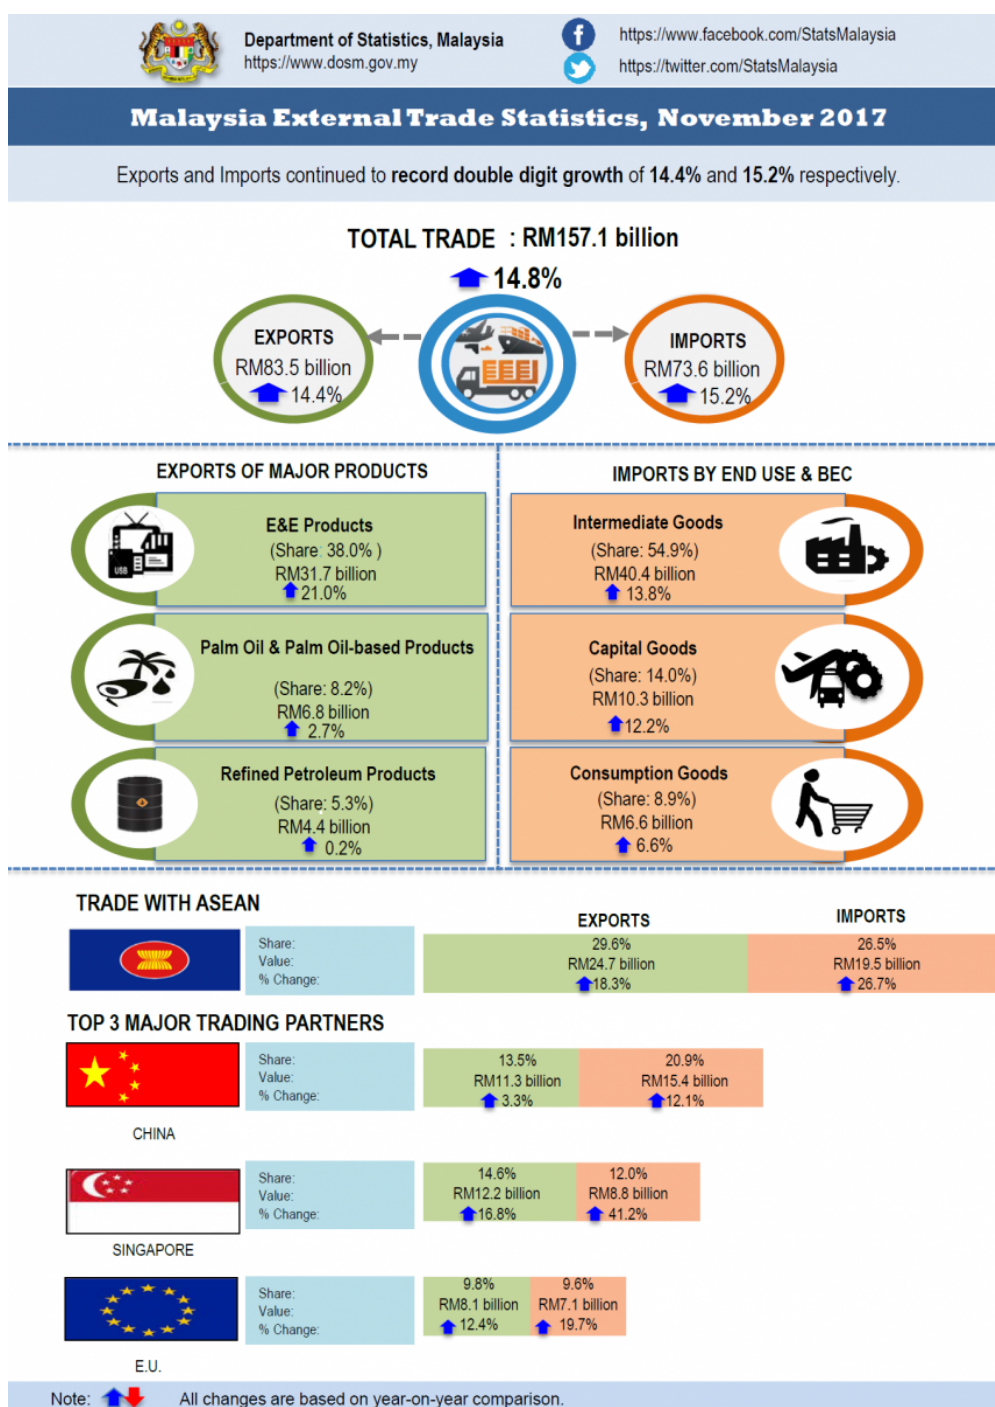 Department of Statistics, Malaysia
https://www.dosm.gov.my
https://www.facebook.com/StatsMalaysia
https://twitter.com/StatsMalaysia
Malaysia External Trade Statistics, November 2017
Exports and Imports continued to record double digit growth of 14.4% and 15.2% respectively.
TOTAL TRADE : RM157.1 billion
14.8%
EXPORTS
RM83.5 billion
14.4%
IMPORTS
RM73.6 billion
15.2%
EXPORTS OF MAJOR PRODUCTS
USB
E&E Products
(Share: 38.0% )
RM31.7 billion
21.0%
Palm Oil & Palm Oil-based Products
(Share: 8.2%)
RM6.8 billion
2.7%
Refined Petroleum Products
(Share: 5.3%)
RM4.4 billion
0.2%
IMPORTS BY END USE & BEC
Intermediate Goods
(Share: 54.9%)
RM40.4 billion
13.8%
Capital Goods
(Share: 14.0%)
RM10.3 billion
12.2%
Consumption Goods
(Share: 8.9%)
RM6.6 billion
6.6%
TRADE WITH ASEAN
EXPORTS
IMPORTS
Share: 29.6% 26.5%
Value: RM24.7 billion RM19.5 billion
% Change: 18.3% 26.7%
TOP 3 MAJOR TRADING PARTNERS
Share: 13.5% 20.9%
Value: RM11.3 billion RM15.4 billion
% Change: 3.3% 12.1%
CHINA
Share: 14.6% 12.0%
Value: RM12.2 billion RM8.8 billion
% Change: 16.8% 41.2%
SINGAPORE
Share: 9.8% 9.6%
Value: RM8.1 billion RM7.1 billion
% Change: 12.4% 19.7%
E.U.
Note: All changes are based on year-on-year comparison.